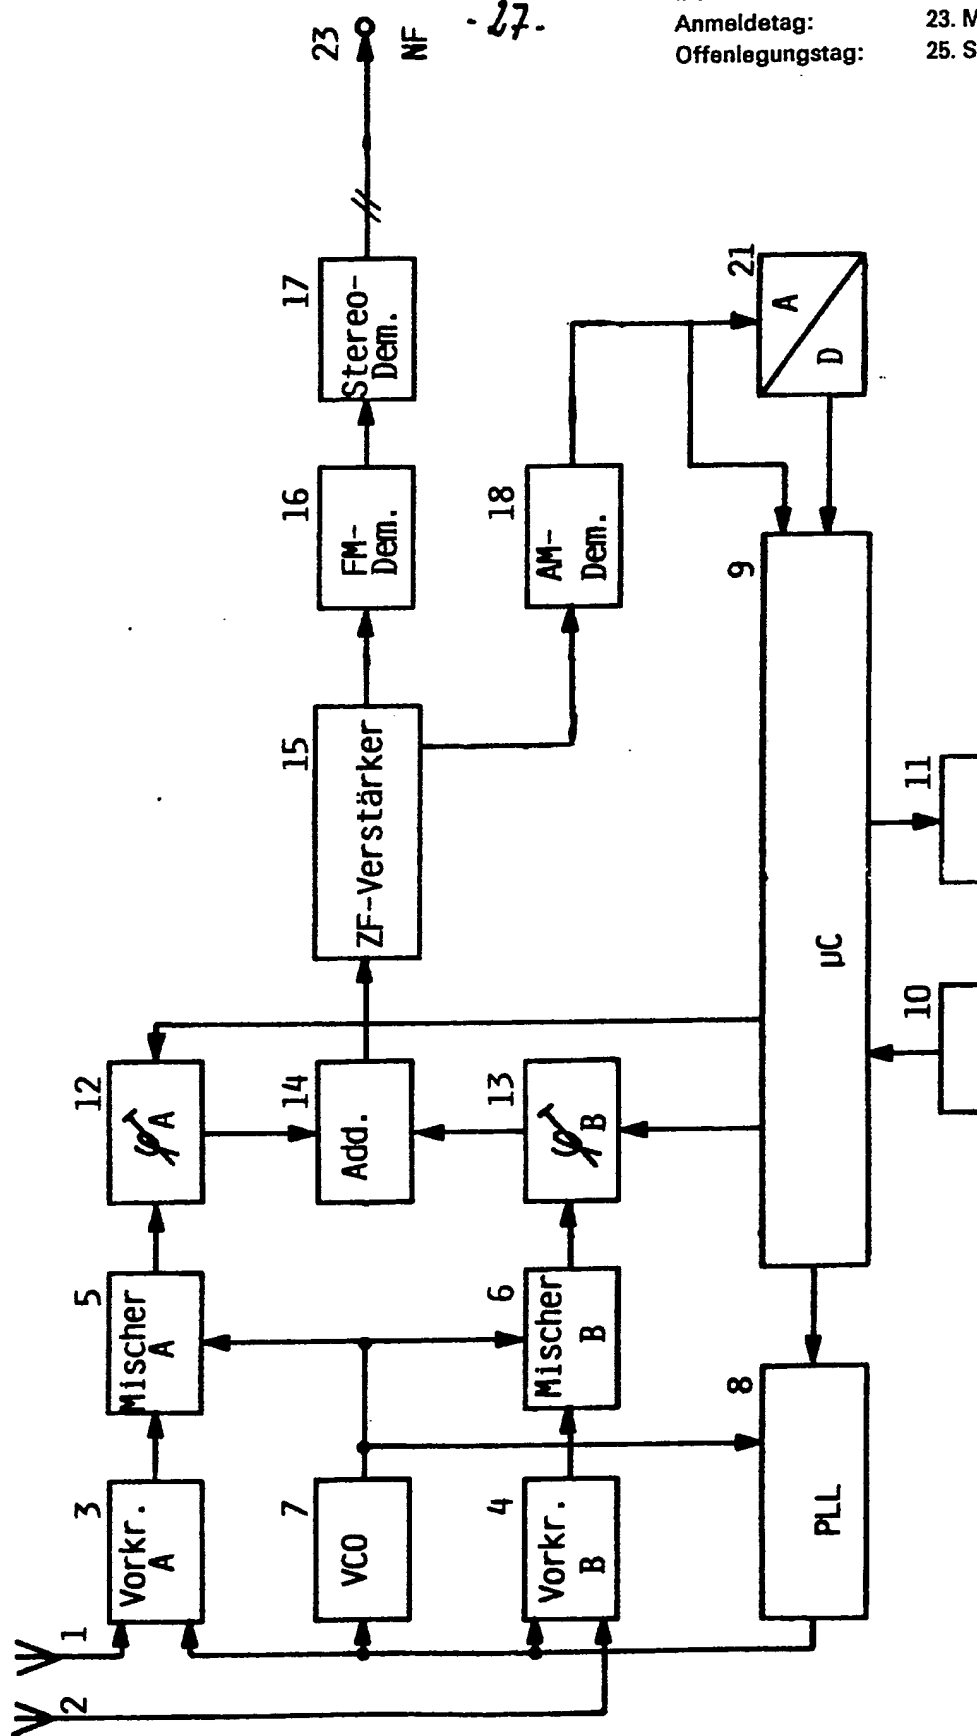 - 27. -
Anmeldetag:
23. M
Offenlegungstag:
25. S
23
NF
17
Stereo-
Dem.
16
FM-
Dem.
15
ZF-Verstärker
18
AM-
Dem.
21
A
D
12
φ A
14
Add.
13
φ B
9
µC
11
10
5
Mischer
A
6
Mischer
B
8
PLL
3
Vorkr.
A
7
VCO
4
Vorkr.
B
1
2